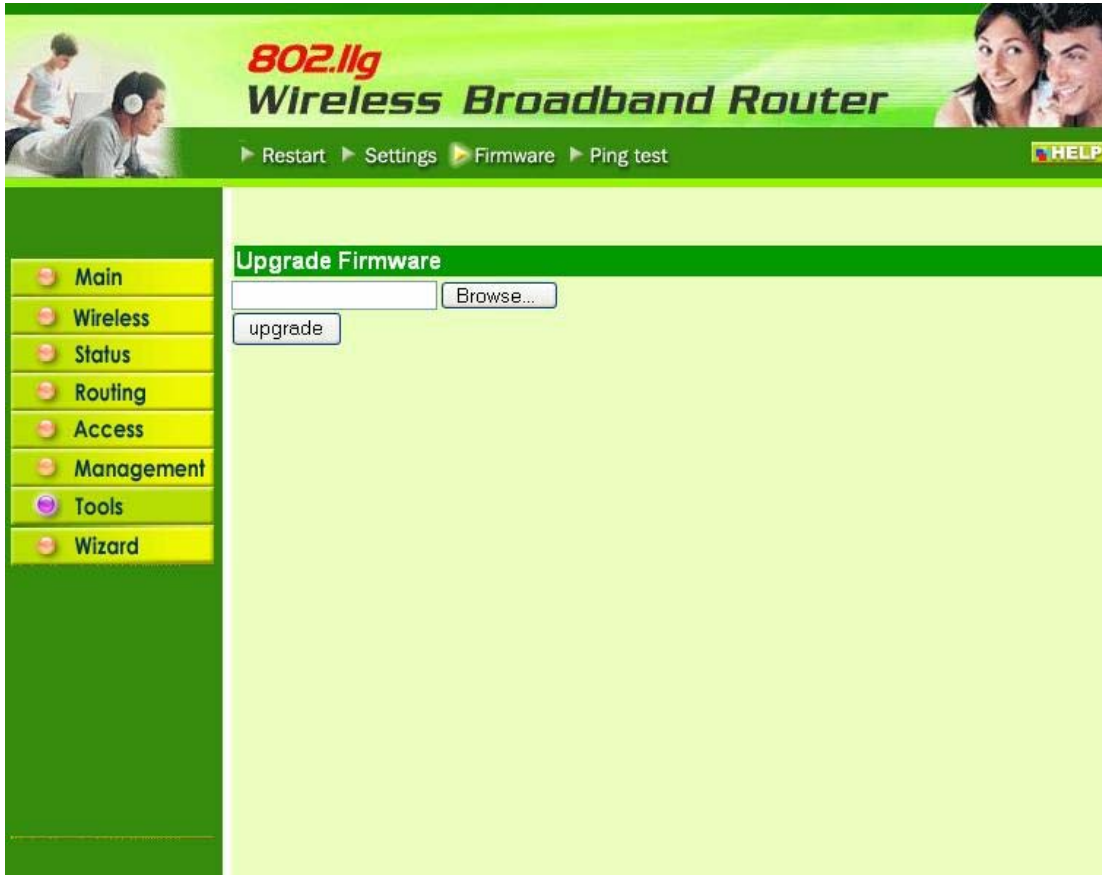 802.11g
Wireless Broadband Router
Restart Settings Firmware Ping test HELP
Main
Wireless
Status
Routing
Access
Management
Tools
Wizard
Upgrade Firmware
Browse...
upgrade